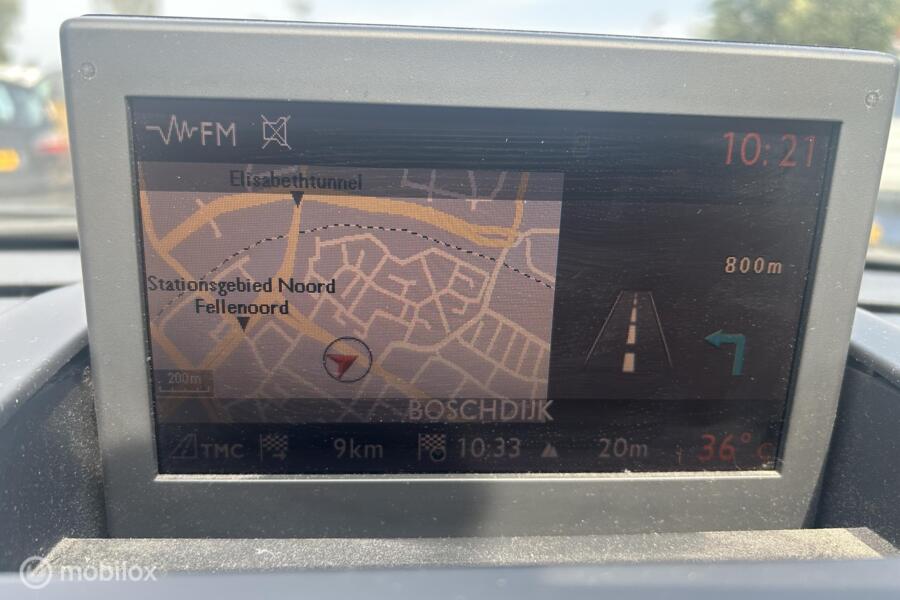 FM
10:21
Elisabethtunnel
800m
Stationsgebied Noord
Fellenoord
200m
BOSCHDIJK
TMC 9km 10:33 20m 36°C
mobilox